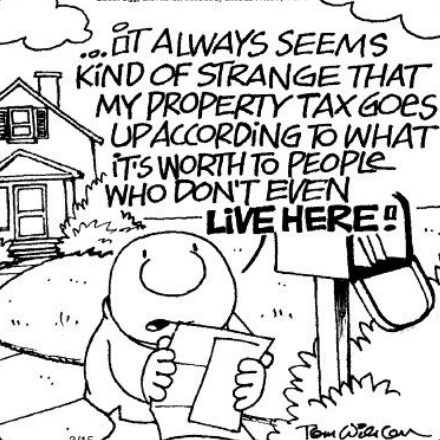 ...iT ALWAYS SEEMS
KiND OF STRANGE THAT
MY PROPERTY TAX GOES
UP ACCORDiNG TO WHAT
iT'S WORTH TO PEOPLE
WHO DON'T EVEN
LiVE HERE!!
Tom Wilson